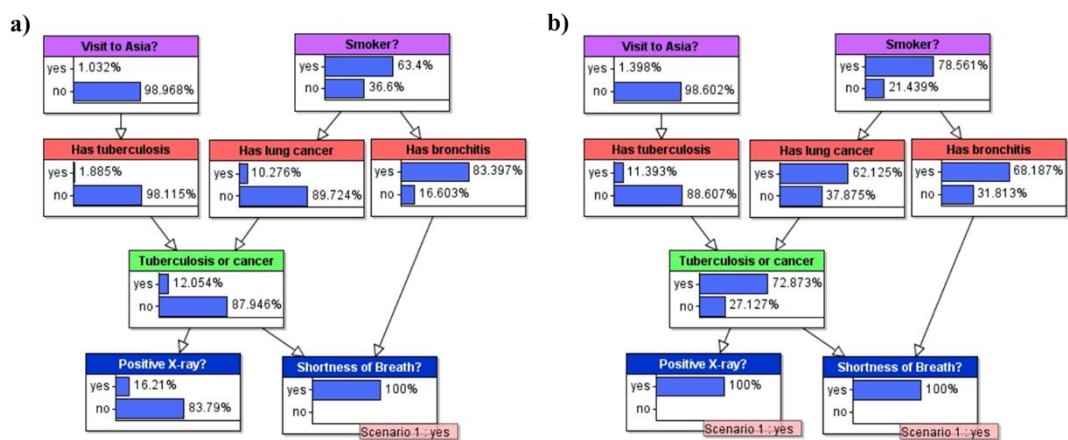 a)
Visit to Asia?
yes 1.032%
no 98.968%
Smoker?
yes 63.4%
no 36.6%
Has tuberculosis
yes 1.885%
no 98.115%
Has lung cancer
yes 10.276%
no 89.724%
Has bronchitis
yes 83.397%
no 16.603%
Tuberculosis or cancer
yes 12.054%
no 87.946%
Positive X-ray?
yes 16.21%
no 83.79%
Shortness of Breath?
yes 100%
no
Scenario 1 : yes
b)
Visit to Asia?
yes 1.398%
no 98.602%
Smoker?
yes 78.561%
no 21.439%
Has tuberculosis
yes 11.393%
no 88.607%
Has lung cancer
yes 62.125%
no 37.875%
Has bronchitis
yes 68.187%
no 31.813%
Tuberculosis or cancer
yes 72.873%
no 27.127%
Positive X-ray?
yes 100%
no
Scenario 1 : yes
Shortness of Breath?
yes 100%
no
Scenario 1 : yes